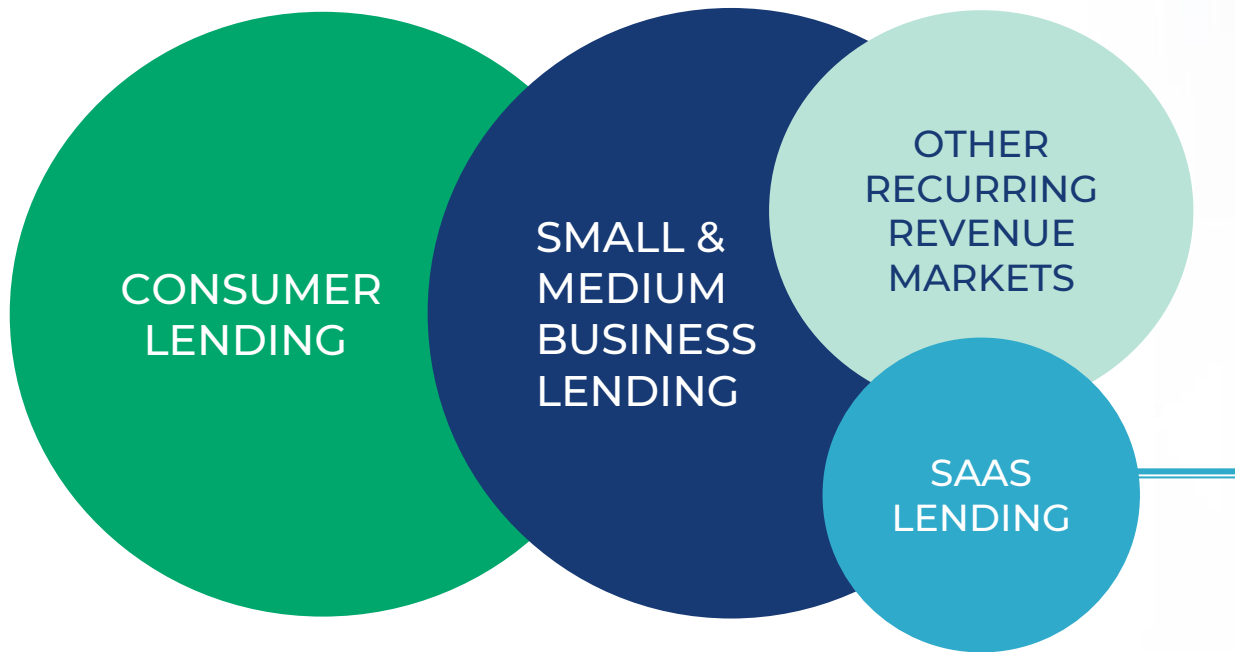 CONSUMER
LENDING
SMALL &
MEDIUM
BUSINESS
LENDING
OTHER
RECURRING
REVENUE
MARKETS
SAAS
LENDING